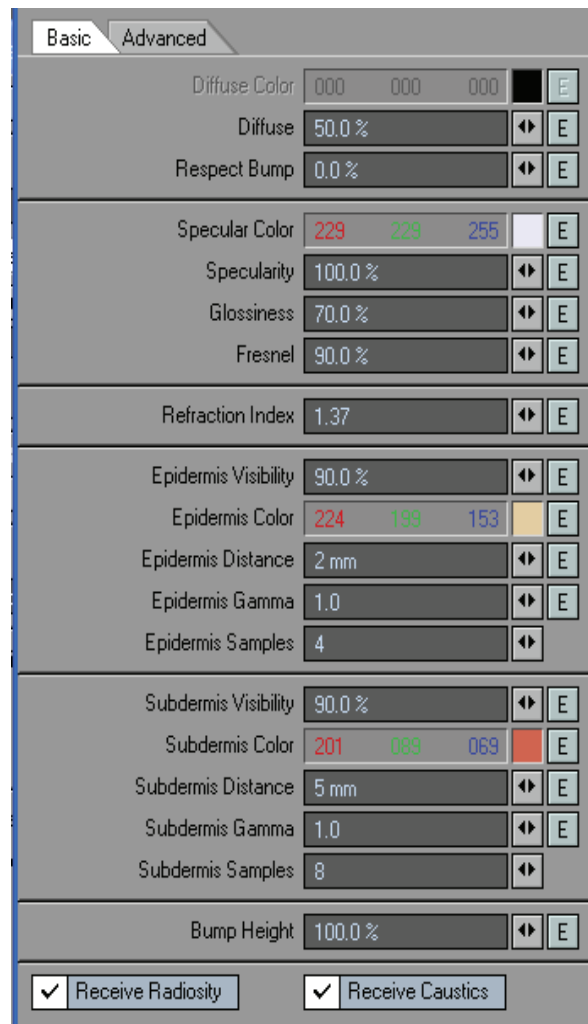 Basic Advanced
Diffuse Color 000 000 000 E
Diffuse 50.0 % E
Respect Bump 0.0 % E
Specular Color 229 229 255 E
Specularity 100.0 % E
Glossiness 70.0 % E
Fresnel 90.0 % E
Refraction Index 1.37 E
Epidermis Visibility 90.0 % E
Epidermis Color 224 199 153 E
Epidermis Distance 2 mm E
Epidermis Gamma 1.0 E
Epidermis Samples 4
Subdermis Visibility 90.0 % E
Subdermis Color 201 089 069 E
Subdermis Distance 5 mm E
Subdermis Gamma 1.0 E
Subdermis Samples 8
Bump Height 100.0 % E
Receive Radiosity Receive Caustics